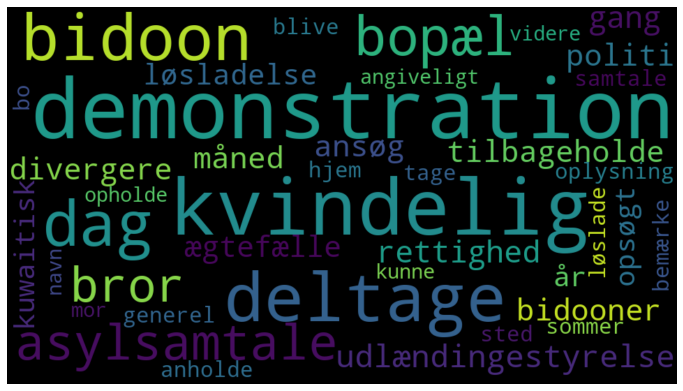 bidoon blive bopæl gang
videre politi
løsladelse angiveligt samtale
bo demonstration
ansøg tilbageholde
divergere måned hjem tage oplysning
kuwaitisk opholde dag kvindelig løslade opsøgt bemærke
ægtefælle rettighed
navn bror kunne år
deltage bidooner
mor generel sommer
asylsamtale sted
anholde udlændingestyrelse